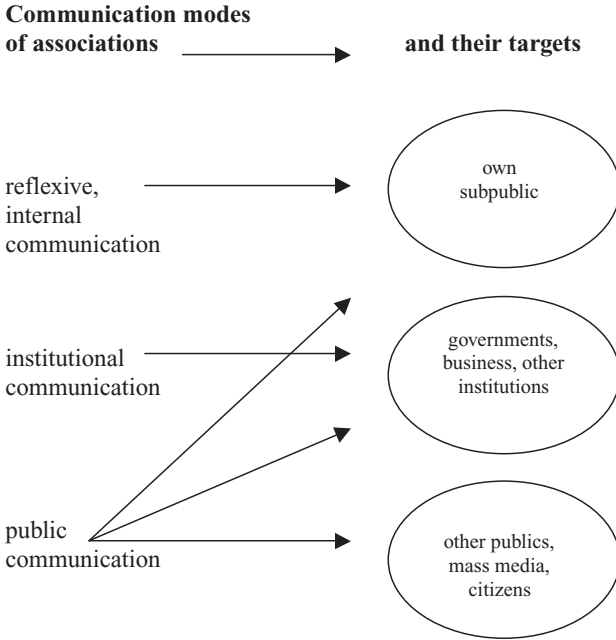 Communication modes
of associations
and their targets
reflexive,
internal
communication
own
subpublic
institutional
communication
governments,
business, other
institutions
public
communication
other publics,
mass media,
citizens